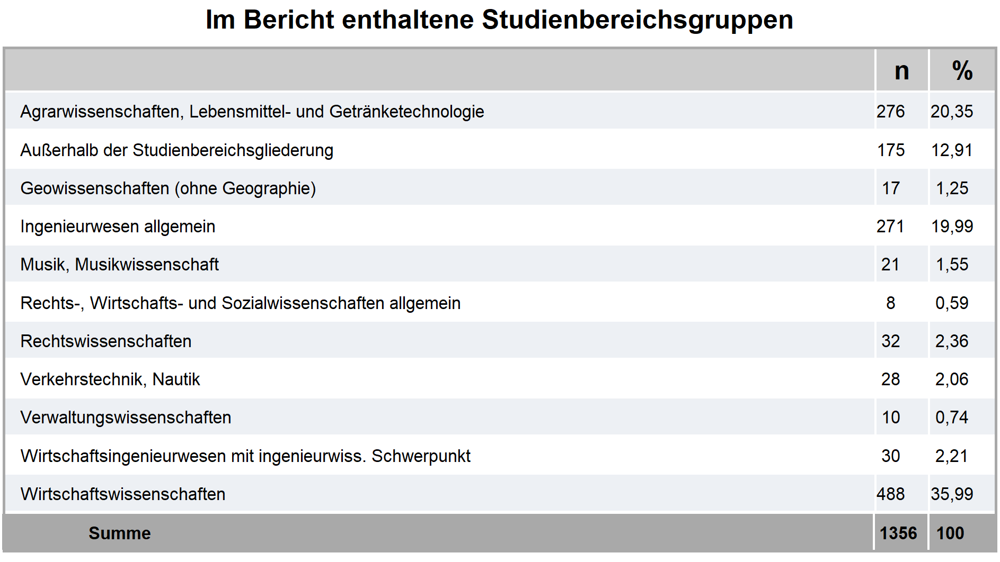 Im Bericht enthaltene Studienbereichsgruppen
n %
Agrarwissenschaften, Lebensmittel- und Getränketechnologie 276 20,35
Außerhalb der Studienbereichsgliederung 175 12,91
Geowissenschaften (ohne Geographie) 17 1,25
Ingenieurwesen allgemein 271 19,99
Musik, Musikwissenschaft 21 1,55
Rechts-, Wirtschafts- und Sozialwissenschaften allgemein 8 0,59
Rechtswissenschaften 32 2,36
Verkehrstechnik, Nautik 28 2,06
Verwaltungswissenschaften 10 0,74
Wirtschaftsingenieurwesen mit ingenieurwiss. Schwerpunkt 30 2,21
Wirtschaftswissenschaften 488 35,99
Summe 1356 100